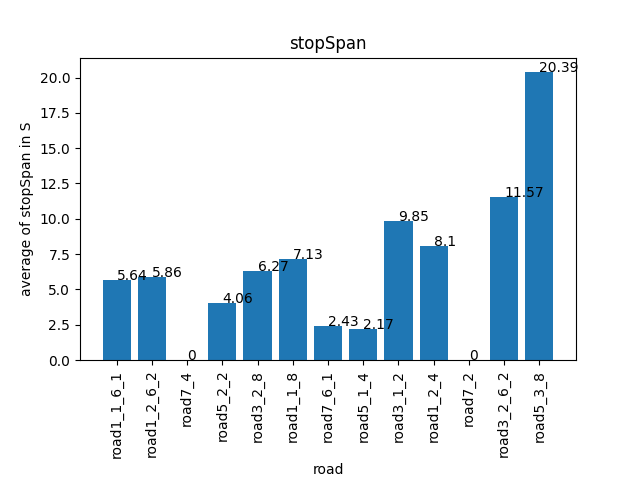 stopSpan
average of stopSpan in S
20.0
17.5
15.0
12.5
10.0
7.5
5.0
2.5
0.0
5.64
5.86
0
4.06
6.27
7.13
2.43
2.17
9.85
8.1
0
11.57
20.39
road1_1_6_1
road1_2_6_2
road7_4
road5_2_2
road3_2_8
road1_1_8
road7_6_1
road5_1_4
road3_1_2
road1_2_4
road7_2
road3_2_6_2
road5_3_8
road